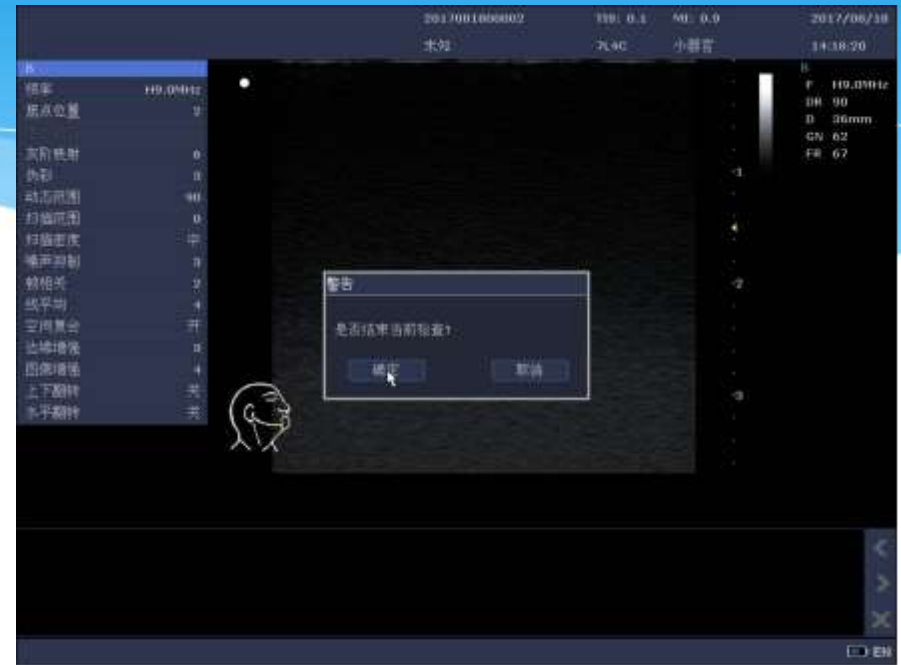 2017081800002 TIB: 0.1 MI: 0.0 2017/08/18
未知 7L4C 小器官 14:18:20
B
频率 H9.0MHz
焦点位置 2
灰阶映射 0
伪彩 0
动态范围 90
扫描范围 0
扫描密度 中
噪声抑制 3
帧相关 2
线平均 4
空间复合 开
边缘增强 3
图像增强 4
上下翻转 关
水平翻转 关
B
F H9.0MHz
DR 90
D 36mm
GN 62
FR 67
1
2
3
警告
是否结束当前检查?
确定 取消
EN